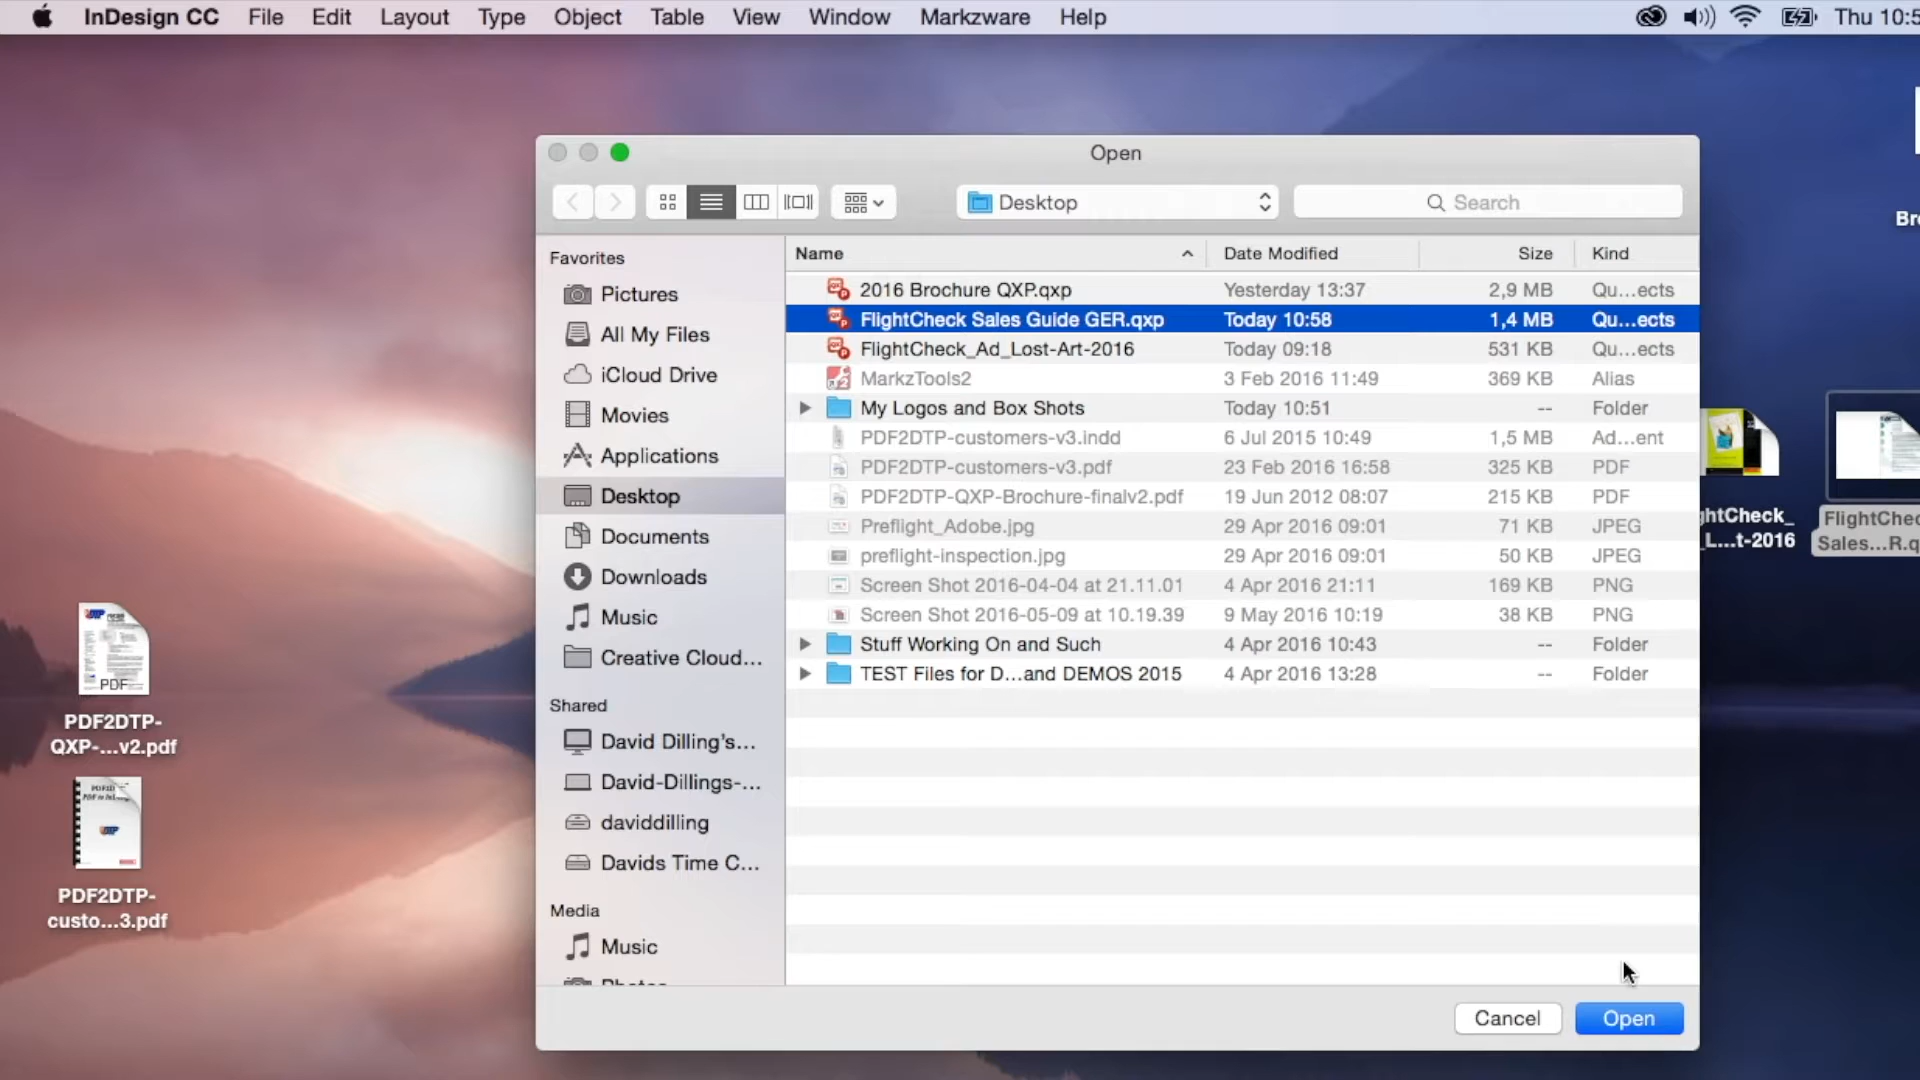 InDesign CC File Edit Layout Type Object Table View Window Markzware Help Thu 10:5
Open
Desktop
Search
Favorites
Pictures
All My Files
iCloud Drive
Movies
Applications
Desktop
Documents
Downloads
Music
Creative Cloud...
Shared
David Dilling's...
David-Dillings-...
daviddilling
Davids Time C...
Media
Music
Photos
Name Date Modified Size Kind
2016 Brochure QXP.qxp Yesterday 13:37 2,9 MB Qu...ects
FlightCheck Sales Guide GER.qxp Today 10:58 1,4 MB Qu...ects
FlightCheck_Ad_Lost-Art-2016 Today 09:18 531 KB Qu...ects
MarkzTools2 3 Feb 2016 11:49 369 KB Alias
My Logos and Box Shots Today 10:51 -- Folder
PDF2DTP-customers-v3.indd 6 Jul 2015 10:49 1,5 MB Ad...ent
PDF2DTP-customers-v3.pdf 23 Feb 2016 16:58 325 KB PDF
PDF2DTP-QXP-Brochure-finalv2.pdf 19 Jun 2012 08:07 215 KB PDF
Preflight_Adobe.jpg 29 Apr 2016 09:01 71 KB JPEG
preflight-inspection.jpg 29 Apr 2016 09:01 50 KB JPEG
Screen Shot 2016-04-04 at 21.11.01 4 Apr 2016 21:11 169 KB PNG
Screen Shot 2016-05-09 at 10.19.39 9 May 2016 10:19 38 KB PNG
Stuff Working On and Such 4 Apr 2016 10:43 -- Folder
TEST Files for D...and DEMOS 2015 4 Apr 2016 13:28 -- Folder
Cancel
Open
PDF
PDF2DTP-
QXP-...v2.pdf
PDF2DTP-
custo...3.pdf
Bro
ghtCheck_
_L...t-2016
FlightChec
Sales...R.q